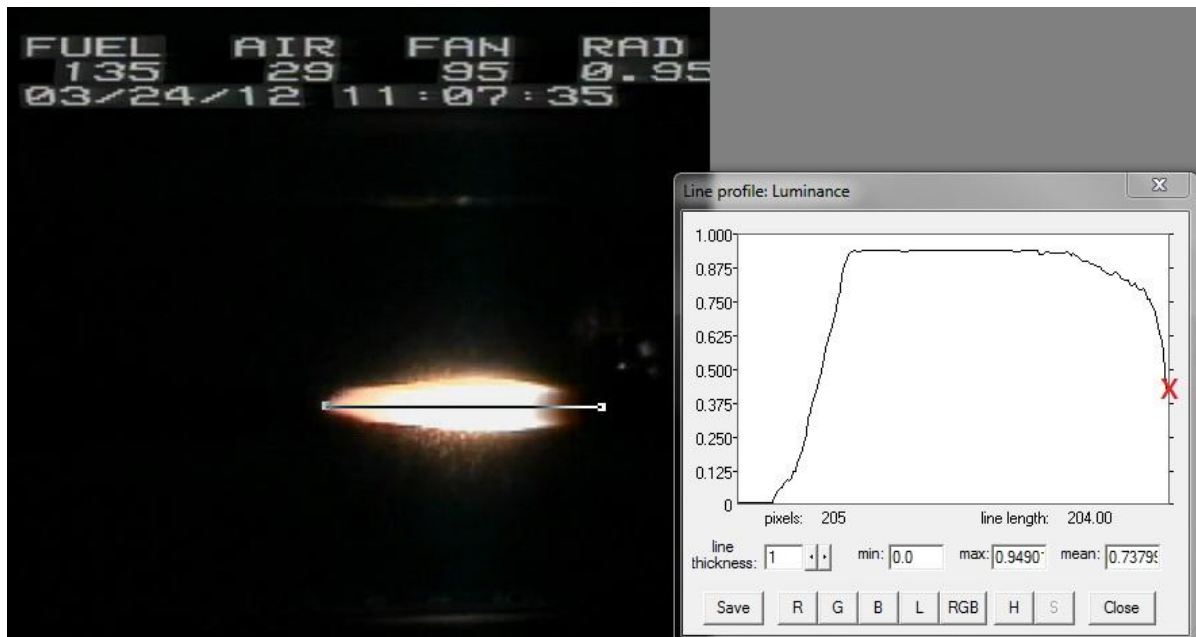 FUEL AIR FAN RAD
135 29 95 0.95
03/24/12 11:07:35
Line profile: Luminance
1.000
0.875
0.750
0.625
0.500
0.375
0.250
0.125
0
X
pixels: 205 line length: 204.00
line thickness: 1 min: 0.0 max: 0.9490 mean: 0.7379
Save R G B L RGB H S Close